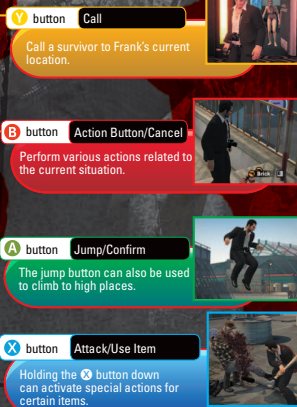 Y button Call
Call a survivor to Frank's current
location.
B button Action Button/Cancel
Perform various actions related to
the current situation.
Brick
A button Jump/Confirm
The jump button can also be used
to climb to high places.
X button Attack/Use Item
Holding the X button down
can activate special actions for
certain items.